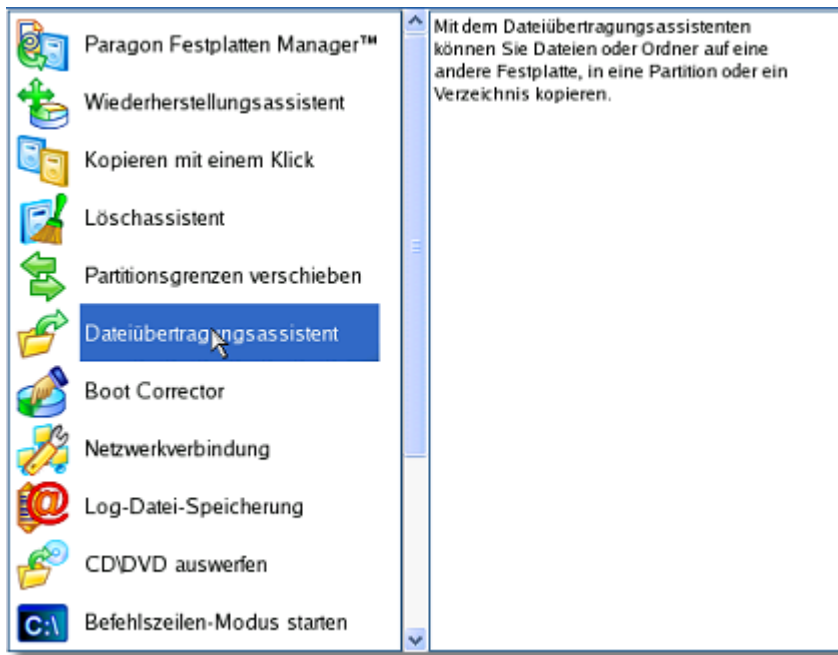 Paragon Festplatten Manager™
Wiederherstellungsassistent
Kopieren mit einem Klick
Löschassistent
Partitionsgrenzen verschieben
Dateiübertragungsassistent
Boot Corrector
Netzwerkverbindung
@
Log-Datei-Speicherung
CD\DVD auswerfen
C:\
Befehlszeilen-Modus starten
Mit dem Dateiübertragungsassistenten
können Sie Dateien oder Ordner auf eine
andere Festplatte, in eine Partition oder ein
Verzeichnis kopieren.